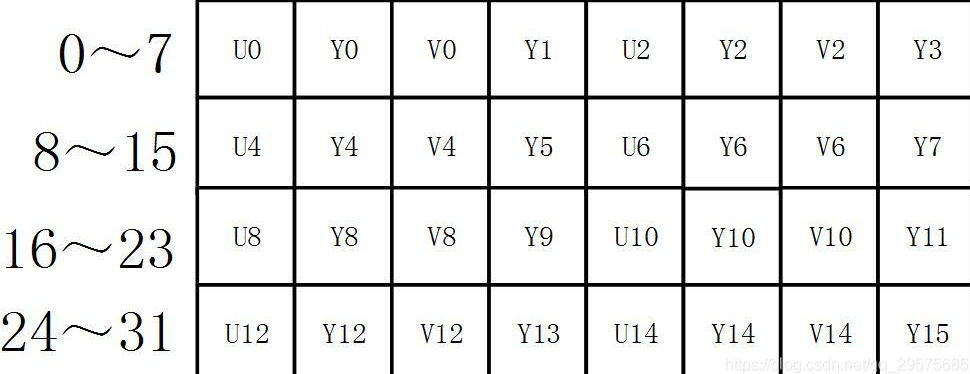 0～7 U0 Y0 V0 Y1 U2 Y2 V2 Y3
8～15 U4 Y4 V4 Y5 U6 Y6 V6 Y7
16～23 U8 Y8 V8 Y9 U10 Y10 V10 Y11
24～31 U12 Y12 V12 Y13 U14 Y14 V14 Y15
https://blog.csdn.net/qq_29575685